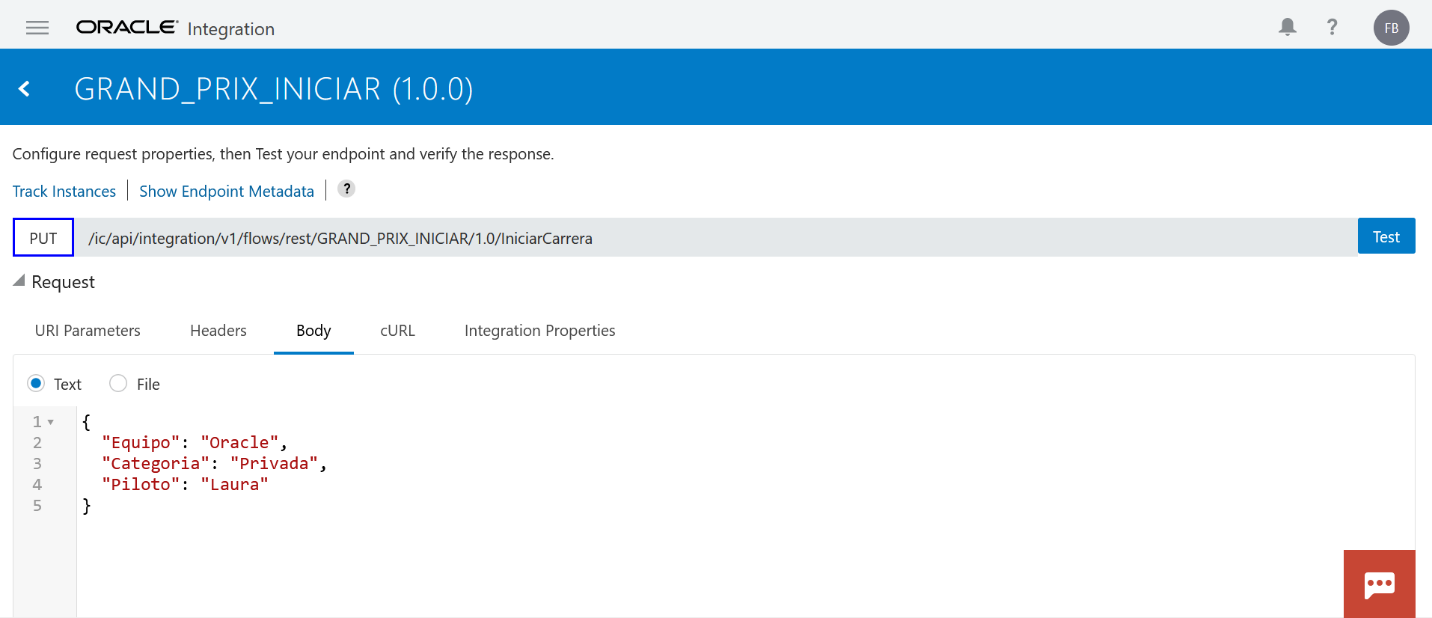 ORACLE Integration
? FB
GRAND_PRIX_INICIAR (1.0.0)
Configure request properties, then Test your endpoint and verify the response.
Track Instances Show Endpoint Metadata ?
PUT /ic/api/integration/v1/flows/rest/GRAND_PRIX_INICIAR/1.0/IniciarCarrera Test
Request
URI Parameters Headers Body cURL Integration Properties
Text File
1 {
2 "Equipo": "Oracle",
3 "Categoria": "Privada",
4 "Piloto": "Laura"
5 }